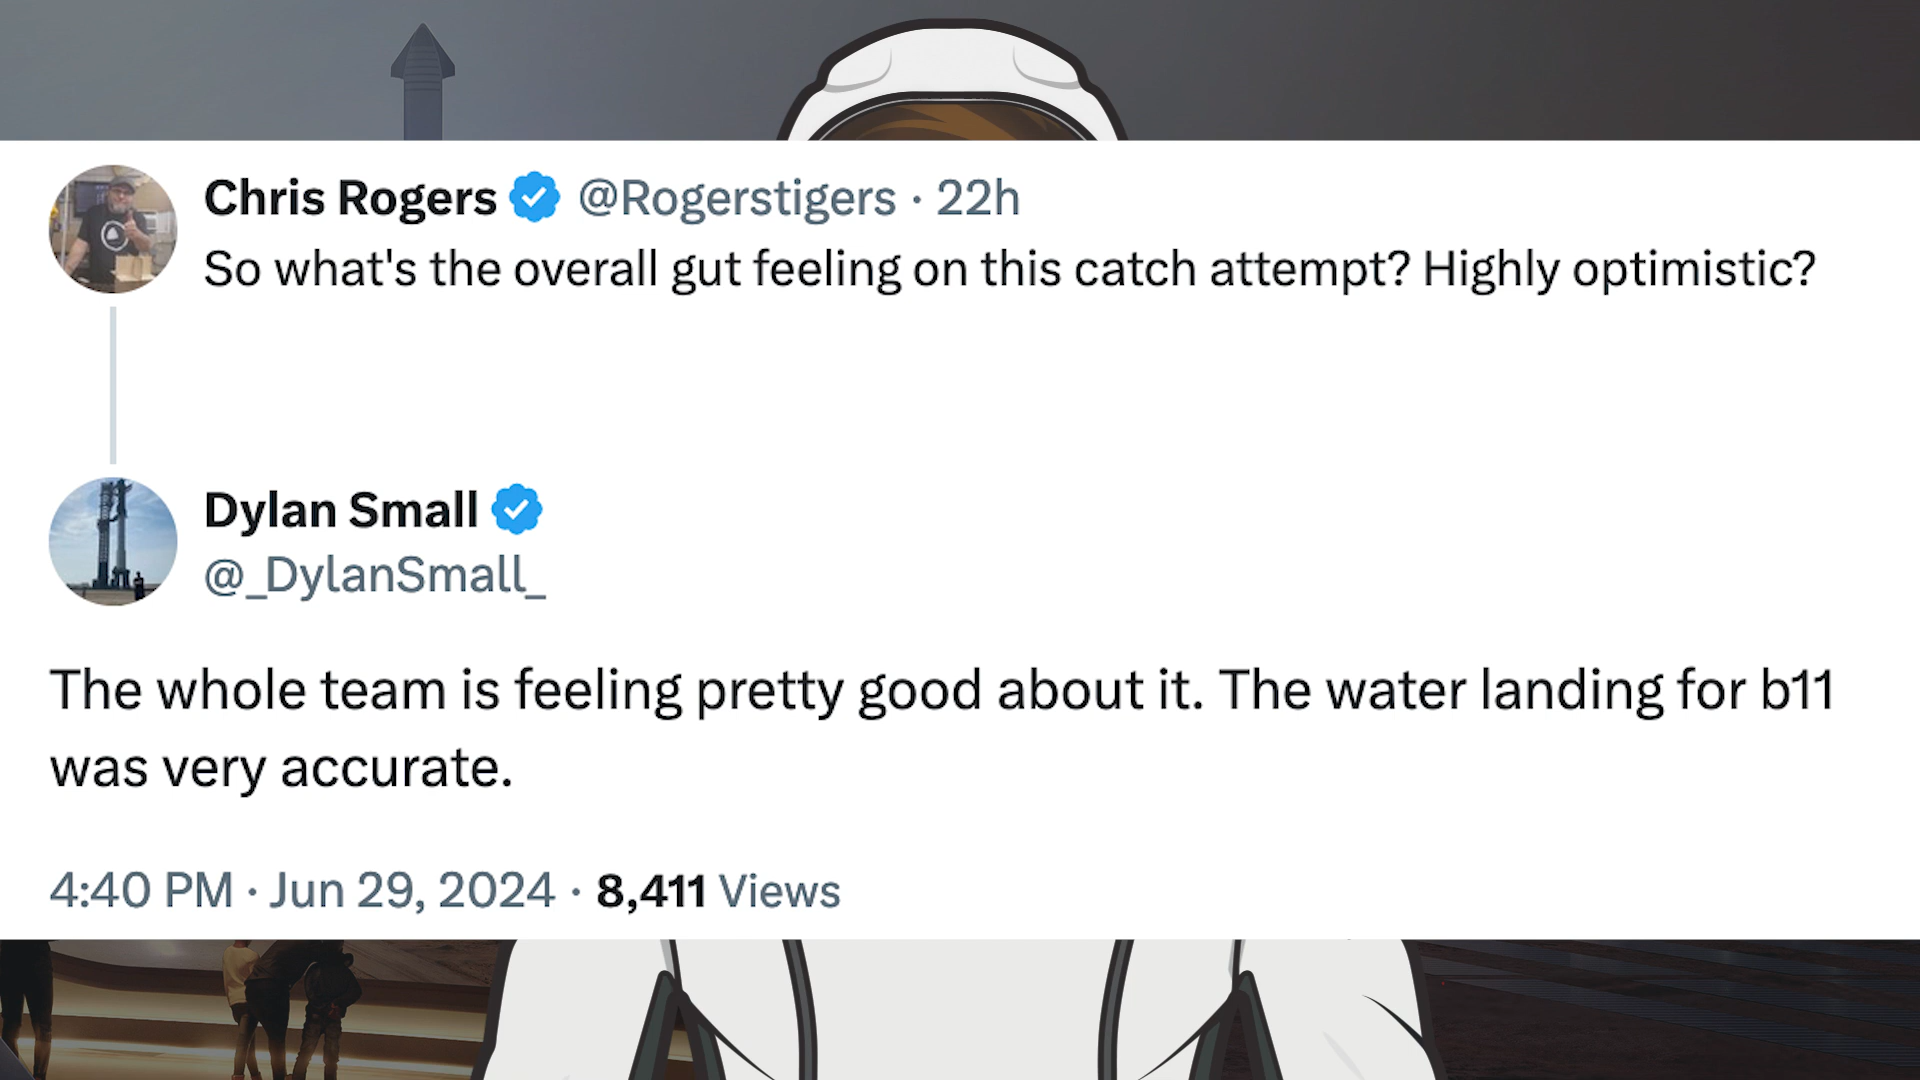 Chris Rogers @Rogerstigers · 22h
So what's the overall gut feeling on this catch attempt? Highly optimistic?
Dylan Small
@_DylanSmall_
The whole team is feeling pretty good about it. The water landing for b11
was very accurate.
4:40 PM · Jun 29, 2024 · 8,411 Views